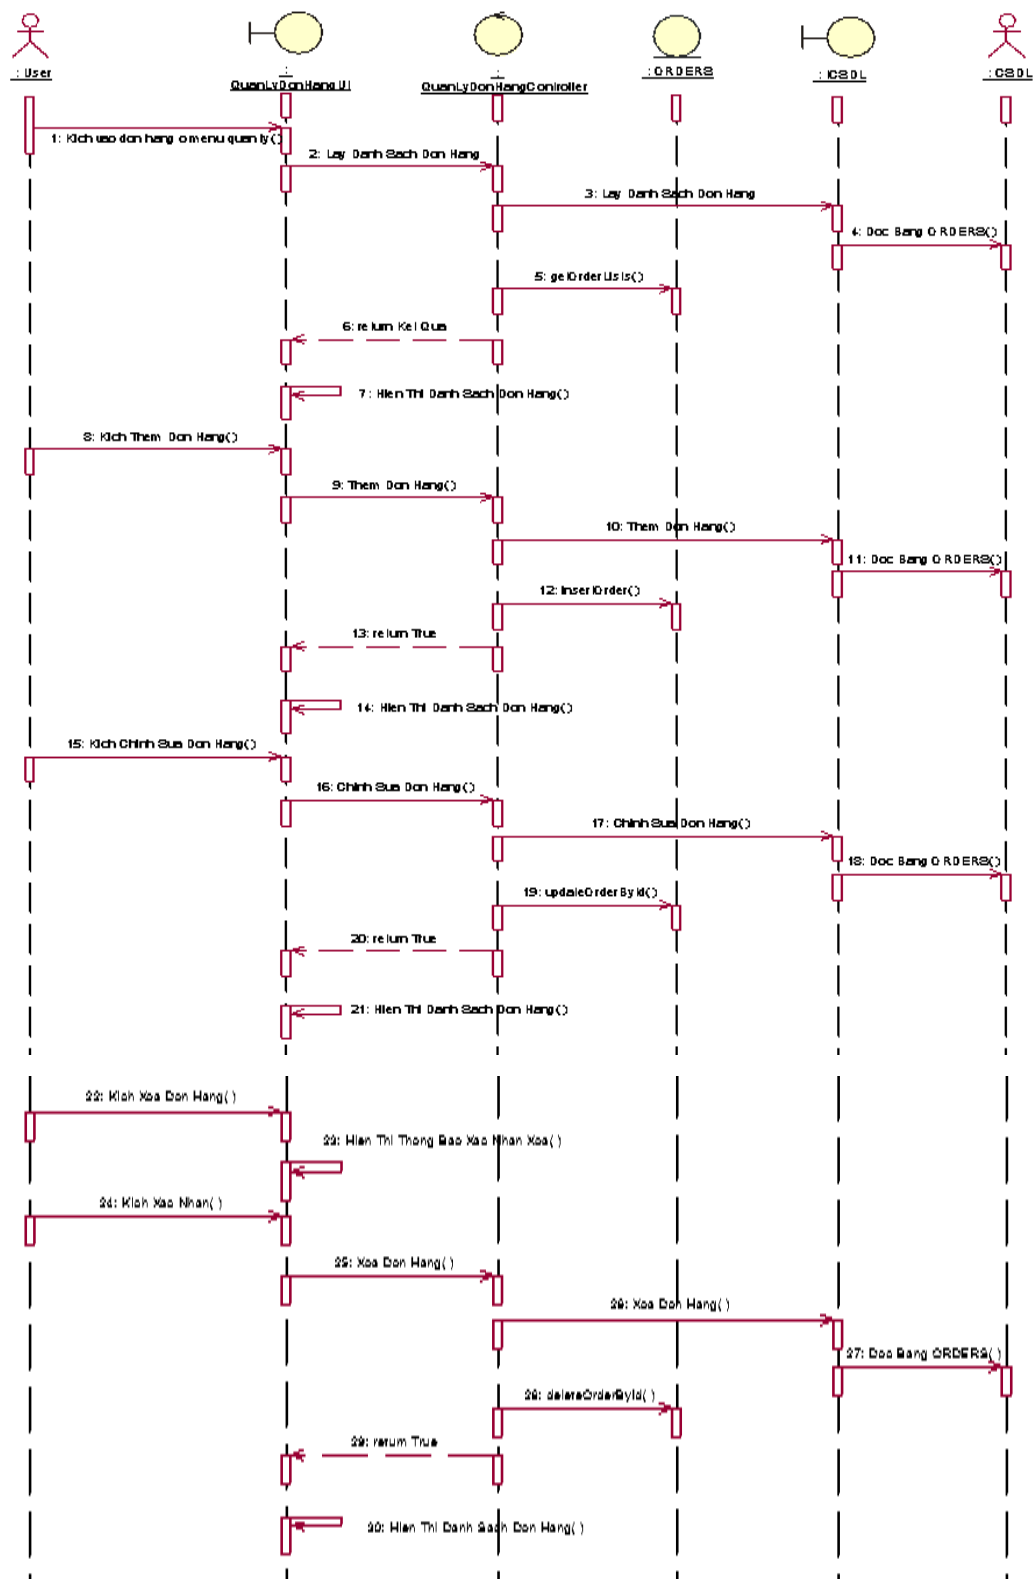 : User
:
QuanLyDonHangUI
:
QuanLyDonHangController
: ORDERS
: ICSDL
: CSDL
1: Kich vao don hang o menu quan ly()
2: Lay Danh Sach Don Hang
3: Lay Danh Sach Don Hang
4: Doc Bang ORDERS()
5: getOrderLists()
6: return Ket Qua
7: Hien Thi Danh Sach Don Hang()
8: Kich Them Don Hang()
9: Them Don Hang()
10: Them Don Hang()
11: Doc Bang ORDERS()
12: insertOrder()
13: return True
14: Hien Thi Danh Sach Don Hang()
15: Kich Chinh Sua Don Hang()
16: Chinh Sua Don Hang()
17: Chinh Sua Don Hang()
18: Doc Bang ORDERS()
19: updateOrderById()
20: return True
21: Hien Thi Danh Sach Don Hang()
22: Kich Xoa Don Hang()
23: Hien Thi Thong Bao Xac Nhan Xoa()
24: Kich Xac Nhan()
25: Xoa Don Hang()
26: Xoa Don Hang()
27: Doc Bang ORDERS()
28: deleteOrderById()
29: return True
30: Hien Thi Danh Sach Don Hang()